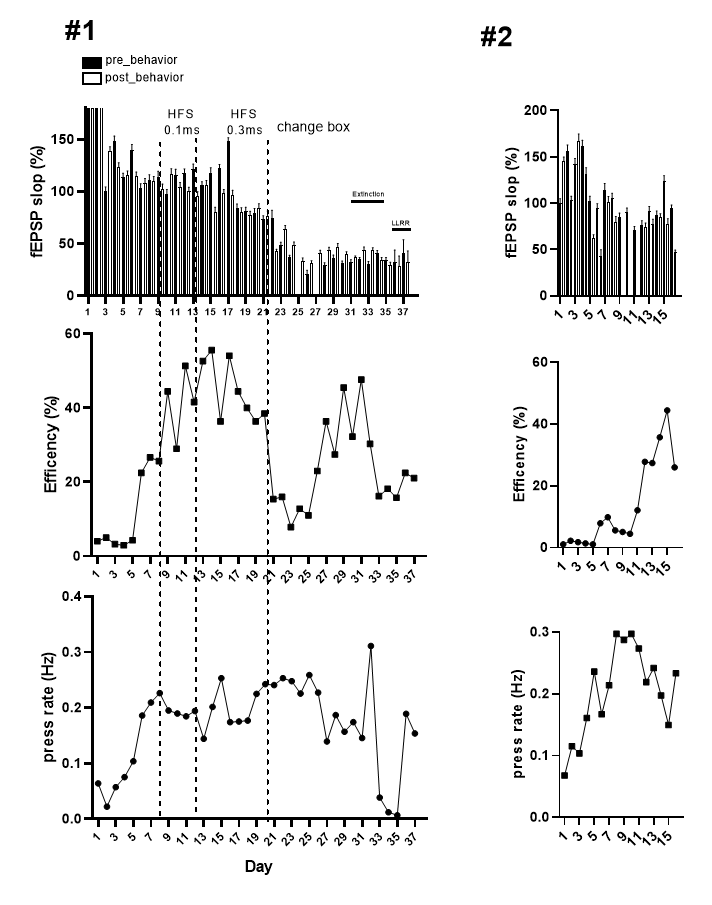 #1
#2
pre_behavior
post_behavior
HFS
0.1ms
HFS
0.3ms
change box
Extinction
LLRR
fEPSP slop (%)
150
100
50
0
1 3 5 7 9 11 13 15 17 19 21 23 25 27 29 31 33 35 37
fEPSP slop (%)
200
150
100
50
0
1 3 5 7 9 11 13 15
Efficency (%)
60
40
20
0
1 3 5 7 9 11 13 15 17 19 21 23 25 27 29 31 33 35 37
Efficency (%)
60
40
20
0
1 3 5 7 9 11 13 15
press rate (Hz)
0.4
0.3
0.2
0.1
0.0
1 3 5 7 9 11 13 15 17 19 21 23 25 27 29 31 33 35 37
Day
press rate (Hz)
0.3
0.2
0.1
0.0
1 3 5 7 9 11 13 15